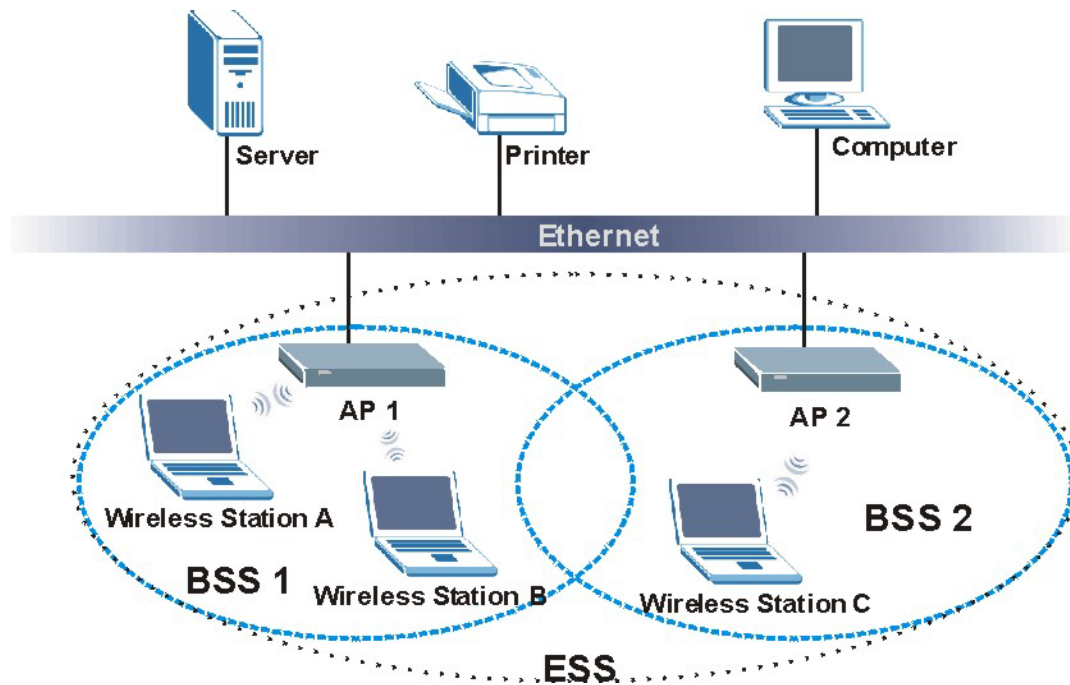 Server
Printer
Computer
Ethernet
AP 1
AP 2
Wireless Station A
Wireless Station B
BSS 1
BSS 2
Wireless Station C
ESS